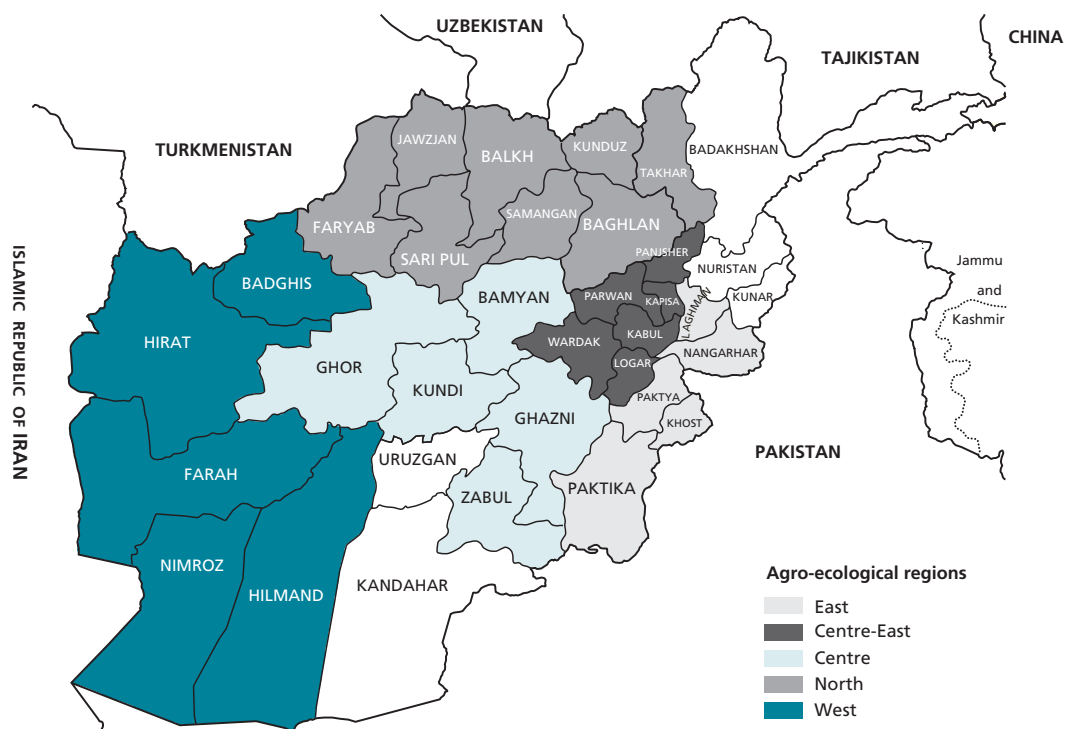 UZBEKISTAN
CHINA
TAJIKISTAN
TURKMENISTAN
JAWZJAN
BALKH
KUNDUZ
BADAKHSHAN
TAKHAR
FARYAB
SAMANGAN
BAGHLAN
SARI PUL
PANJSHER
NURISTAN
Jammu
and
Kashmir
ISLAMIC REPUBLIC OF IRAN
BADGHIS
BAMYAN
PARWAN
KAPISA
LAGHMAN
KUNAR
HIRAT
WARDAK
KABUL
NANGARHAR
GHOR
LOGAR
KUNDI
PAKTYA
GHAZNI
KHOST
PAKISTAN
URUZGAN
FARAH
PAKTIKA
ZABUL
NIMROZ
HILMAND
KANDAHAR
Agro-ecological regions
East
Centre-East
Centre
North
West